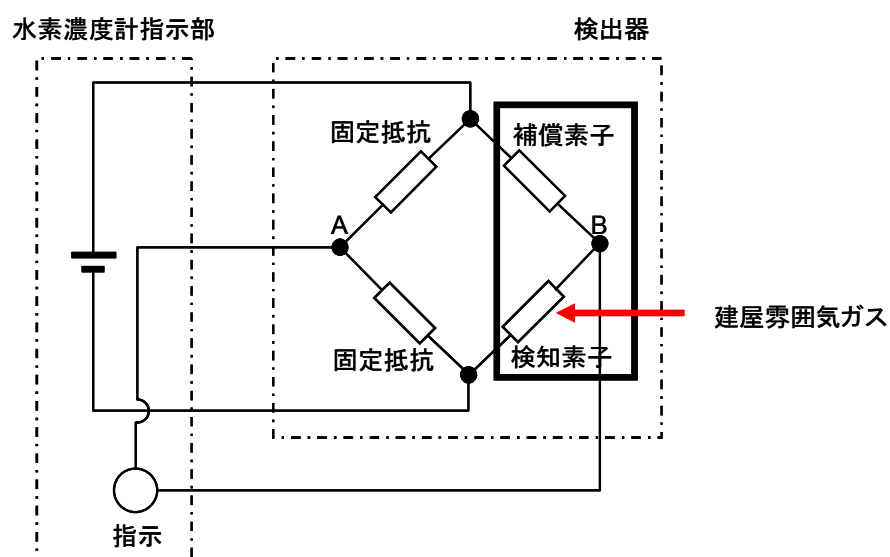 水素濃度計指示部
検出器
固定抵抗
補償素子
A
B
建屋雰囲気ガス
固定抵抗
検知素子
指示